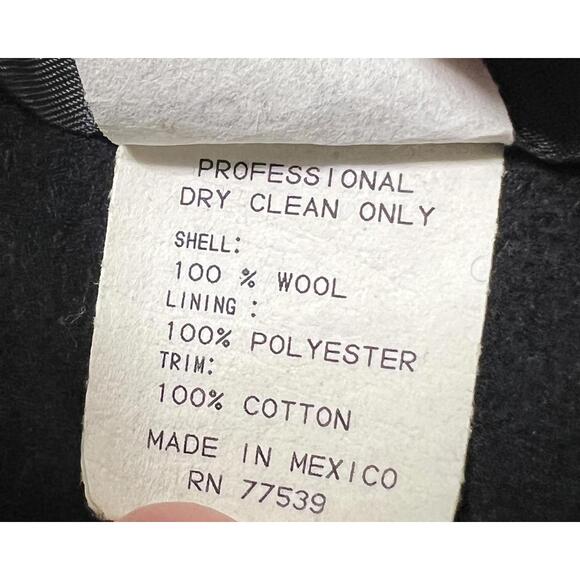 PROFESSIONAL
DRY CLEAN ONLY
SHELL:
100 % WOOL
LINING :
100% POLYESTER
TRIM:
100% COTTON
MADE IN MEXICO
RN 77539